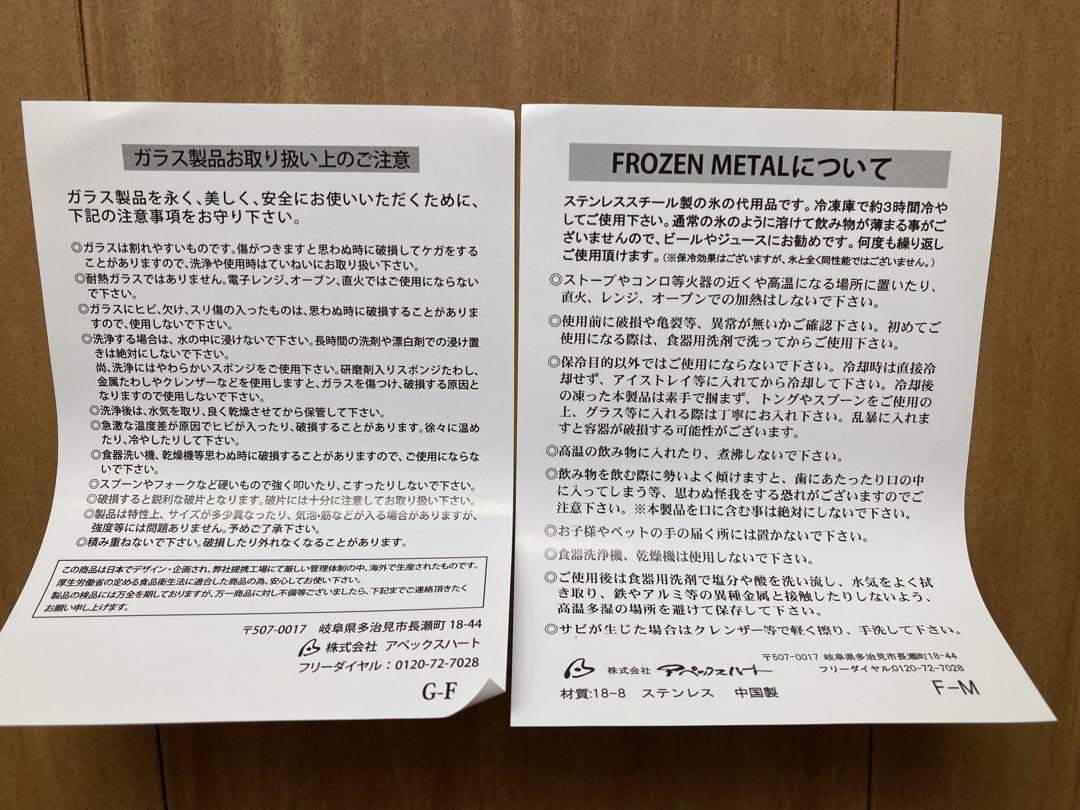 ガラス製品お取り扱い上のご注意
ガラス製品を永く、美しく、安全にお使いいただくために、
下記の注意事項をお守り下さい。
◎ガラスは割れやすいものです。傷がつきますと思わぬ時に破損してケガをする
ことがありますので、洗浄や使用時はていねいにお取り扱い下さい。
◎耐熱ガラスではありません。電子レンジ、オーブン、直火ではご使用にならない
で下さい。
◎ガラスにヒビ、欠け、スリ傷の入ったものは、思わぬ時に破損することがありま
すので、使用しないで下さい。
◎洗浄する場合は、水の中に浸けないで下さい。長時間の洗剤や漂白剤での浸け置
きは絶対にしないで下さい。
尚、洗浄にはやわらかいスポンジをご使用下さい。研磨剤入りスポンジたわし、
金属たわしやクレンザーなどを使用しますと、ガラスを傷つけ、破損する原因と
なりますので使用しないで下さい。
◎洗浄後は、水気を取り、良く乾燥させてから保管して下さい。
◎急激な温度差が原因でヒビが入ったり、破損することがあります。徐々に温め
たり、冷やしたりして下さい。
◎食器洗い機、乾燥機等思わぬ時に破損することがありますので、ご使用にならな
いで下さい。
◎スプーンやフォークなど硬いもので強く叩いたり、こすったりしないで下さい。
◎破損すると鋭利な破片となります。破片には十分に注意してお取り扱い下さい。
◎製品は特性上、サイズが多少異なったり、気泡・筋などが入る場合がありますが、
強度等には問題ありません。予めご了承下さい。
◎積み重ねないで下さい。破損したり外れなくなることがあります。
この商品は日本でデザイン・企画され、弊社提携工場にて厳しい管理体制の中、海外で生産されたものです。
厚生労働省の定める食品衛生法に適合した商品の為、安心してお使い下さい。
製品の検品には万全を期しておりますが、万一商品に対し不備等ございましたら、下記までご連絡頂きたく
お願い申し上げます。
〒507-0017 岐阜県多治見市長瀬町 18-44
株式会社 アペックスハート
フリーダイヤル：0120-72-7028
G-F
FROZEN METALについて
ステンレススチール製の氷の代用品です。冷凍庫で約3時間冷や
してご使用下さい。通常の氷のように溶けて飲み物が薄まる事がご
ざいませんので、ビールやジュースにお勧めです。何度も繰り返し
ご使用頂けます。（※保冷効果はございますが、氷と全く同性能ではございません。）
◎ストーブやコンロ等火器の近くや高温になる場所に置いたり、
直火、レンジ、オーブンでの加熱はしないで下さい。
◎使用前に破損や亀裂等、異常が無いかご確認下さい。初めてご
使用になる際は、食器用洗剤で洗ってからご使用下さい。
◎保冷目的以外ではご使用にならないで下さい。冷却時は直接冷
却せず、アイストレイ等に入れてから冷却して下さい。冷却後
の凍った本製品は素手で掴まず、トングやスプーンをご使用の
上、グラス等に入れる際は丁寧にお入れ下さい。乱暴に入れま
すと容器が破損する可能性がございます。
◎高温の飲み物に入れたり、煮沸しないで下さい。
◎飲み物を飲む際に勢いよく傾けますと、歯にあたったり口の中
に入ってしまう等、思わぬ怪我をする恐れがございますのでご
注意下さい。※本製品を口に含む事は絶対にしないで下さい。
◎お子様やペットの手の届く所には置かないで下さい。
◎食器洗浄機、乾燥機は使用しないで下さい。
◎ご使用後は食器用洗剤で塩分や酸を洗い流し、水気をよく拭
き取り、鉄やアルミ等の異種金属と接触したりしないよう、
高温多湿の場所を避けて保存して下さい。
◎サビが生じた場合はクレンザー等で軽く擦り、手洗して下さい。
〒507-0017 岐阜県多治見市長瀬町18-44
株式会社 アペックスハート フリーダイヤル:0120-72-7028
材質:18-8 ステンレス 中国製 F-M